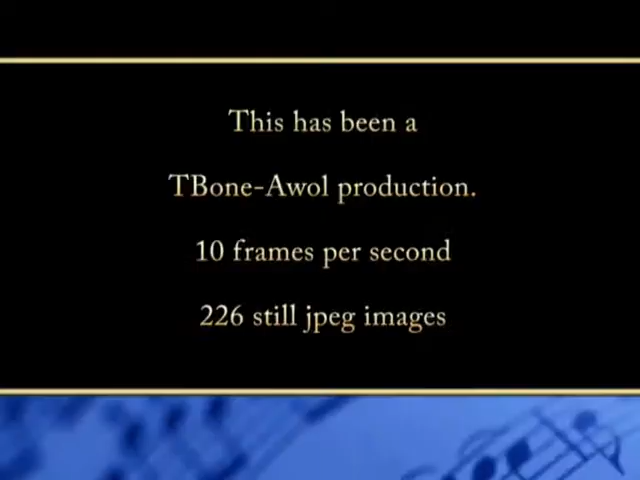 This has been a
TBone-Awol production.
10 frames per second
226 still jpeg images